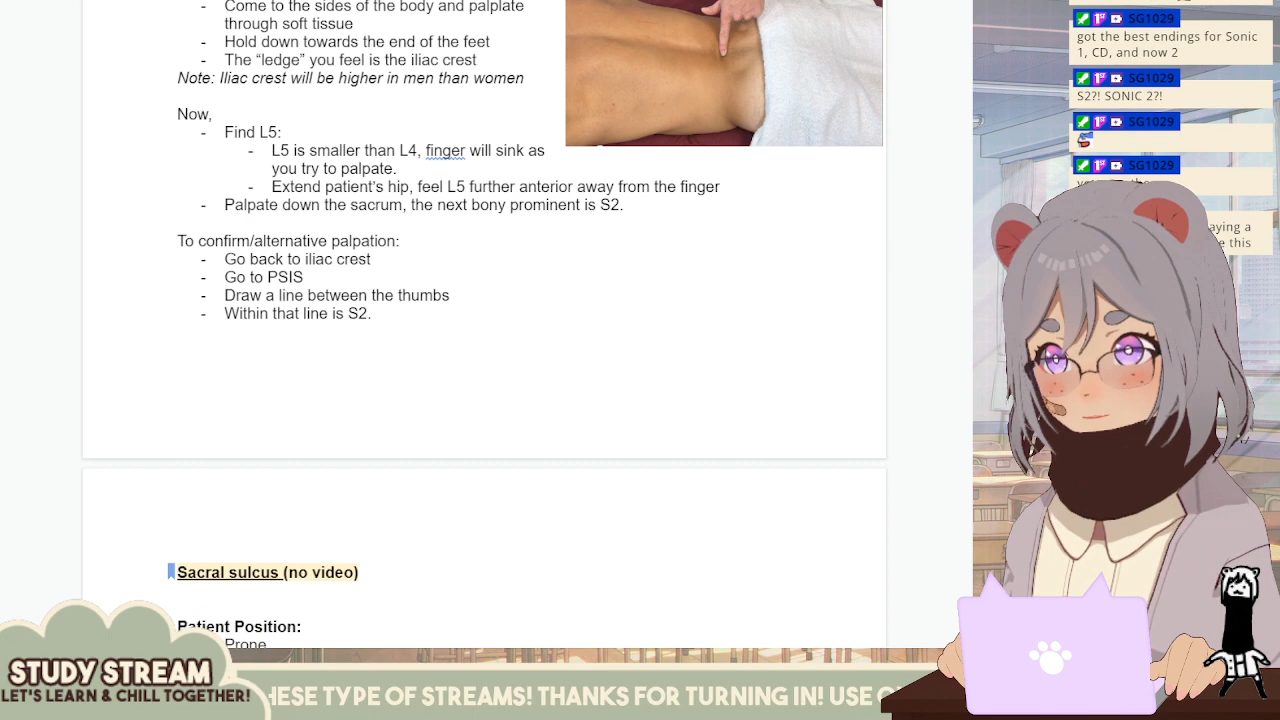 - Come to the sides of the body and palplate
through soft tissue
- Hold down towards the end of the feet
- The “ledge” you feel is the iliac crest
Note: Iliac crest will be higher in men than women
Now,
- Find L5:
- L5 is smaller than L4, finger will sink as
you try to palpate.
- Extend patient’s hip, feel L5 further anterior away from the finger
- Palpate down the sacrum, the next bony prominent is S2.
To confirm/alternative palpation:
- Go back to iliac crest
- Go to PSIS
- Draw a line between the thumbs
- Within that line is S2.
Sacral sulcus (no video)
Patient Position:
Prone
SG1029
got the best endings for Sonic
1, CD, and now 2
SG1029
S2?! SONIC 2?!
SG1029
SG1029
STUDY STREAM
LET'S LEARN & CHILL TOGETHER!
HESE TYPE OF STREAMS! THANKS FOR TURNING IN! USE